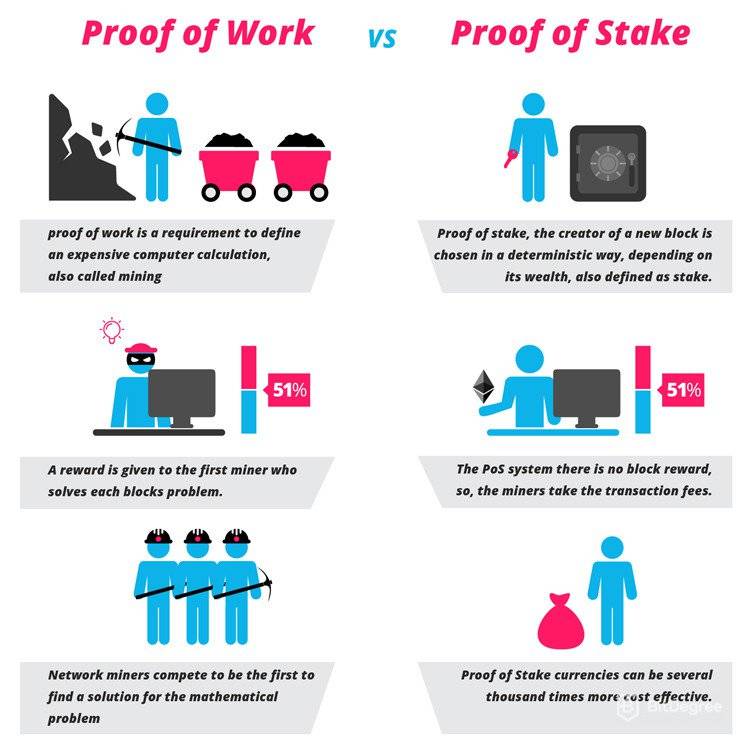 Proof of Work vs Proof of Stake
proof of work is a requirement to define
an expensive computer calculation,
also called mining
Proof of stake, the creator of a new block is
chosen in a deterministic way, depending on
its wealth, also defined as stake.
51%
51%
A reward is given to the first miner who
solves each blocks problem.
The PoS system there is no block reward,
so, the miners take the transaction fees.
Network miners compete to be the first to
find a solution for the mathematical
problem
Proof of Stake currencies can be several
thousand times more cost effective.
BitDegree